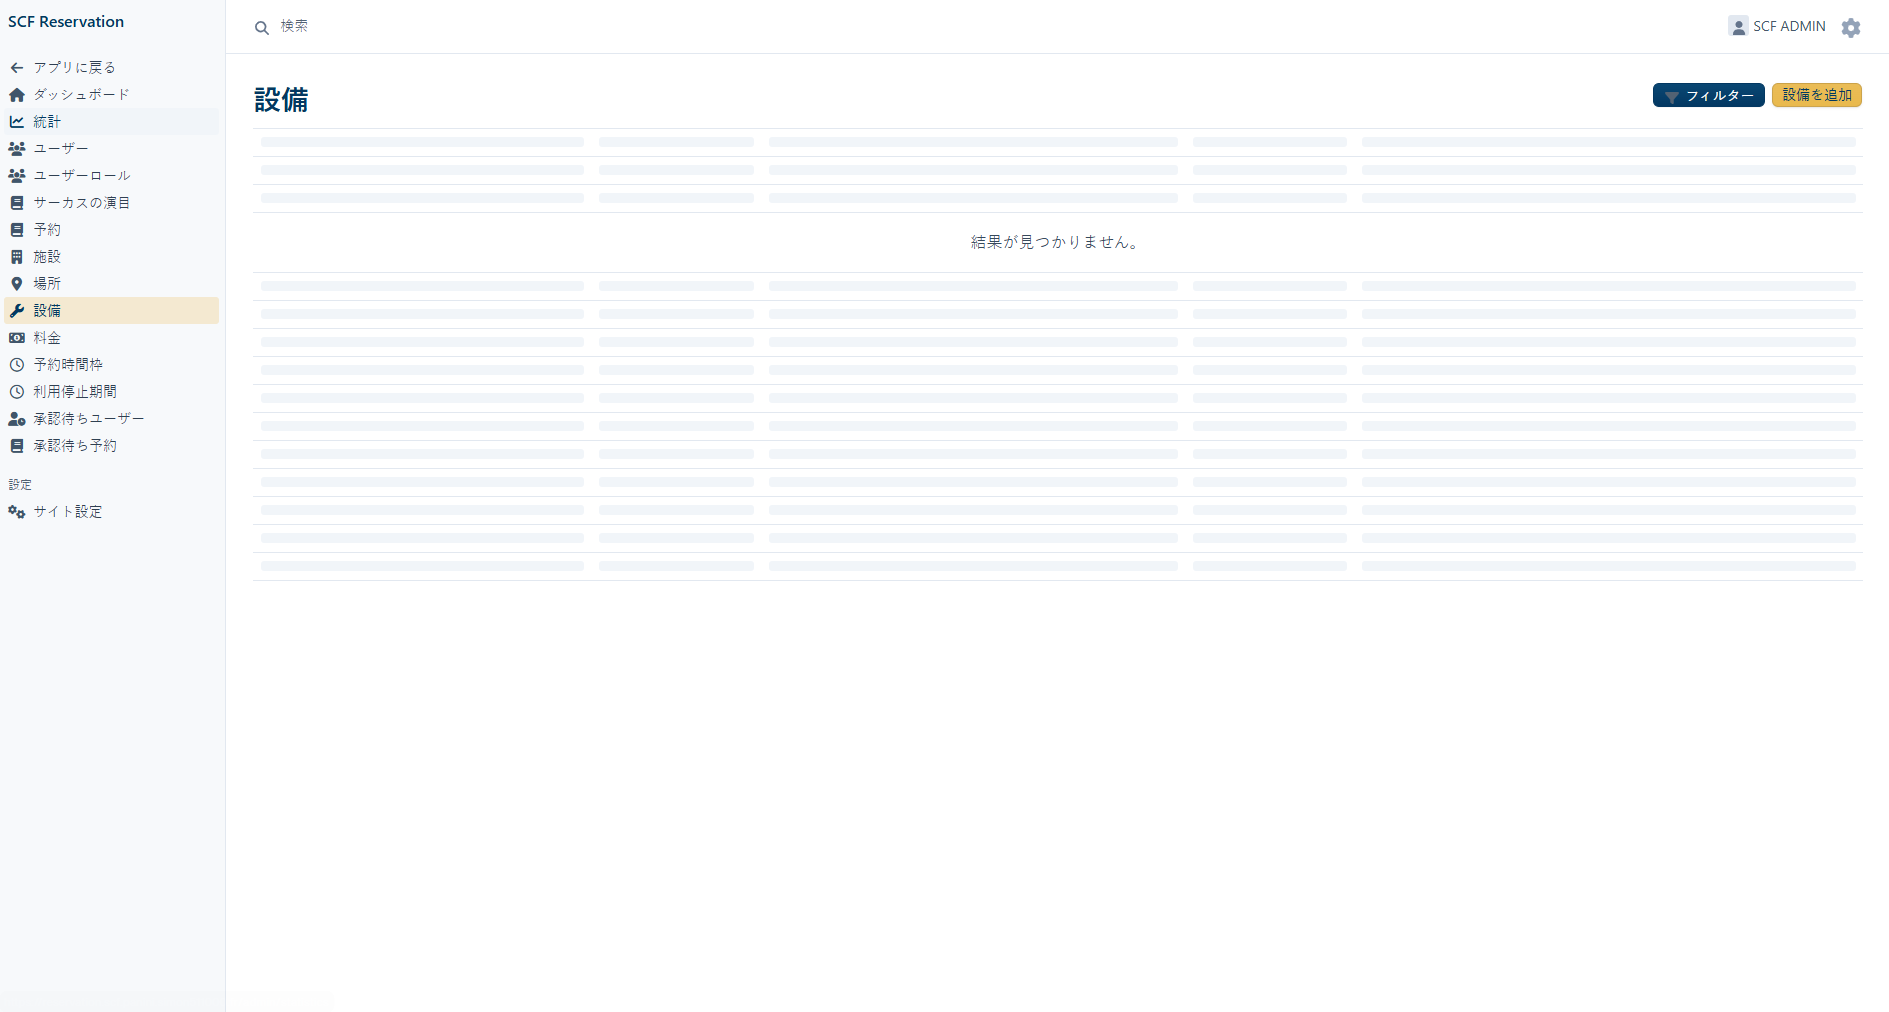 SCF Reservation
検索
SCF ADMIN
アプリに戻る
ダッシュボード
統計
ユーザー
ユーザーロール
サーカスの演目
予約
施設
場所
設備
料金
予約時間枠
利用停止期間
承認待ちユーザー
承認待ち予約
設定
サイト設定
設備
フィルター
設備を追加
結果が見つかりません。